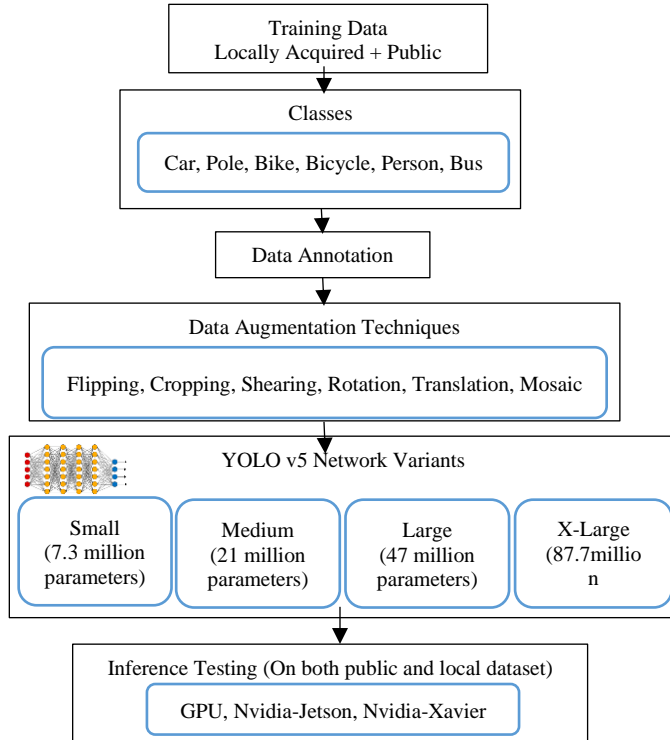 Training Data
Locally Acquired + Public
Classes
Car, Pole, Bike, Bicycle, Person, Bus
Data Annotation
Data Augmentation Techniques
Flipping, Cropping, Shearing, Rotation, Translation, Mosaic
YOLO v5 Network Variants
Small
(7.3 million
parameters)
Medium
(21 million
parameters)
Large
(47 million
parameters)
X-Large
(87.7millio
n
Inference Testing (On both public and local dataset)
GPU, Nvidia-Jetson, Nvidia-Xavier